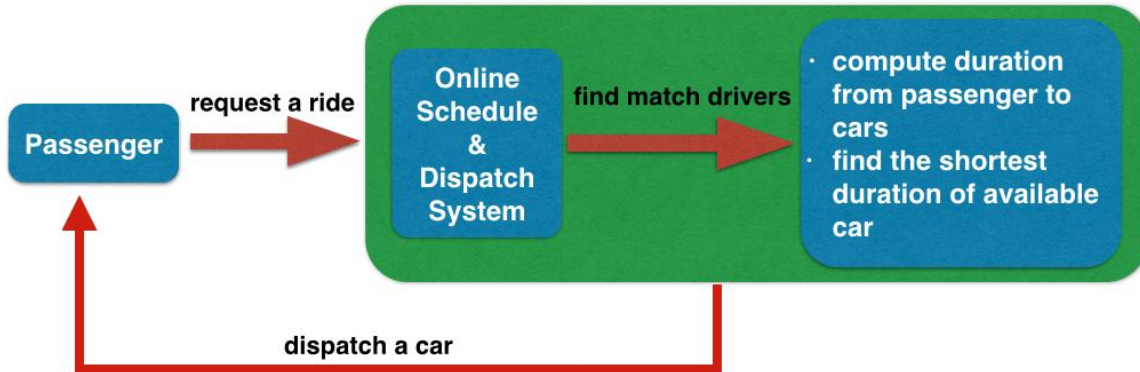 Passenger
request a ride
Online
Schedule
&
Dispatch
System
find match drivers
· compute duration
from passenger to
cars
· find the shortest
duration of available
car
dispatch a car